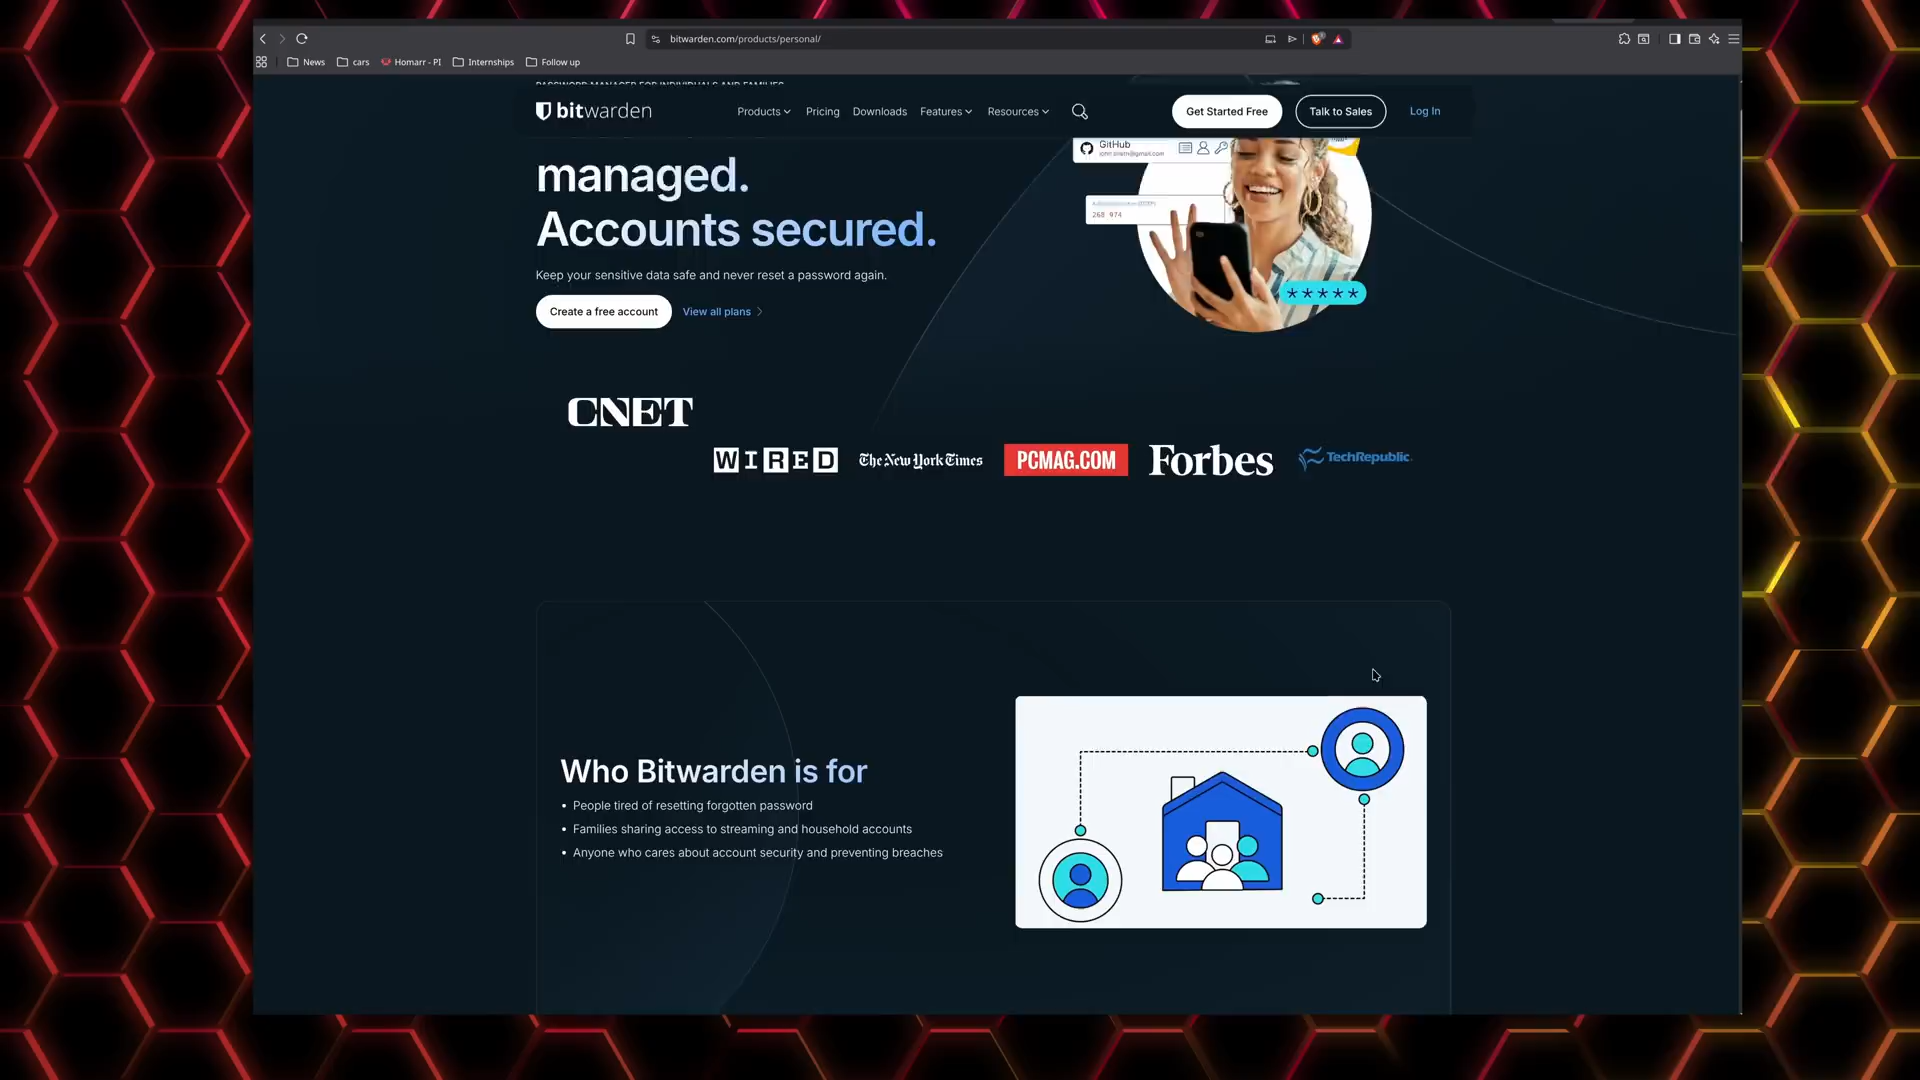 bitwarden.com/products/personal/
News cars Homarr - PI Internships Follow up
PASSWORD MANAGER FOR INDIVIDUALS AND FAMILIES
bitwarden Products Pricing Downloads Features Resources Get Started Free Talk to Sales Log In
managed.
Accounts secured.
Keep your sensitive data safe and never reset a password again.
Create a free account View all plans
GitHub
268 974
*****
CNET
WIRED The New York Times PCMAG.COM Forbes TechRepublic.
Who Bitwarden is for
• People tired of resetting forgotten password
• Families sharing access to streaming and household accounts
• Anyone who cares about account security and preventing breaches